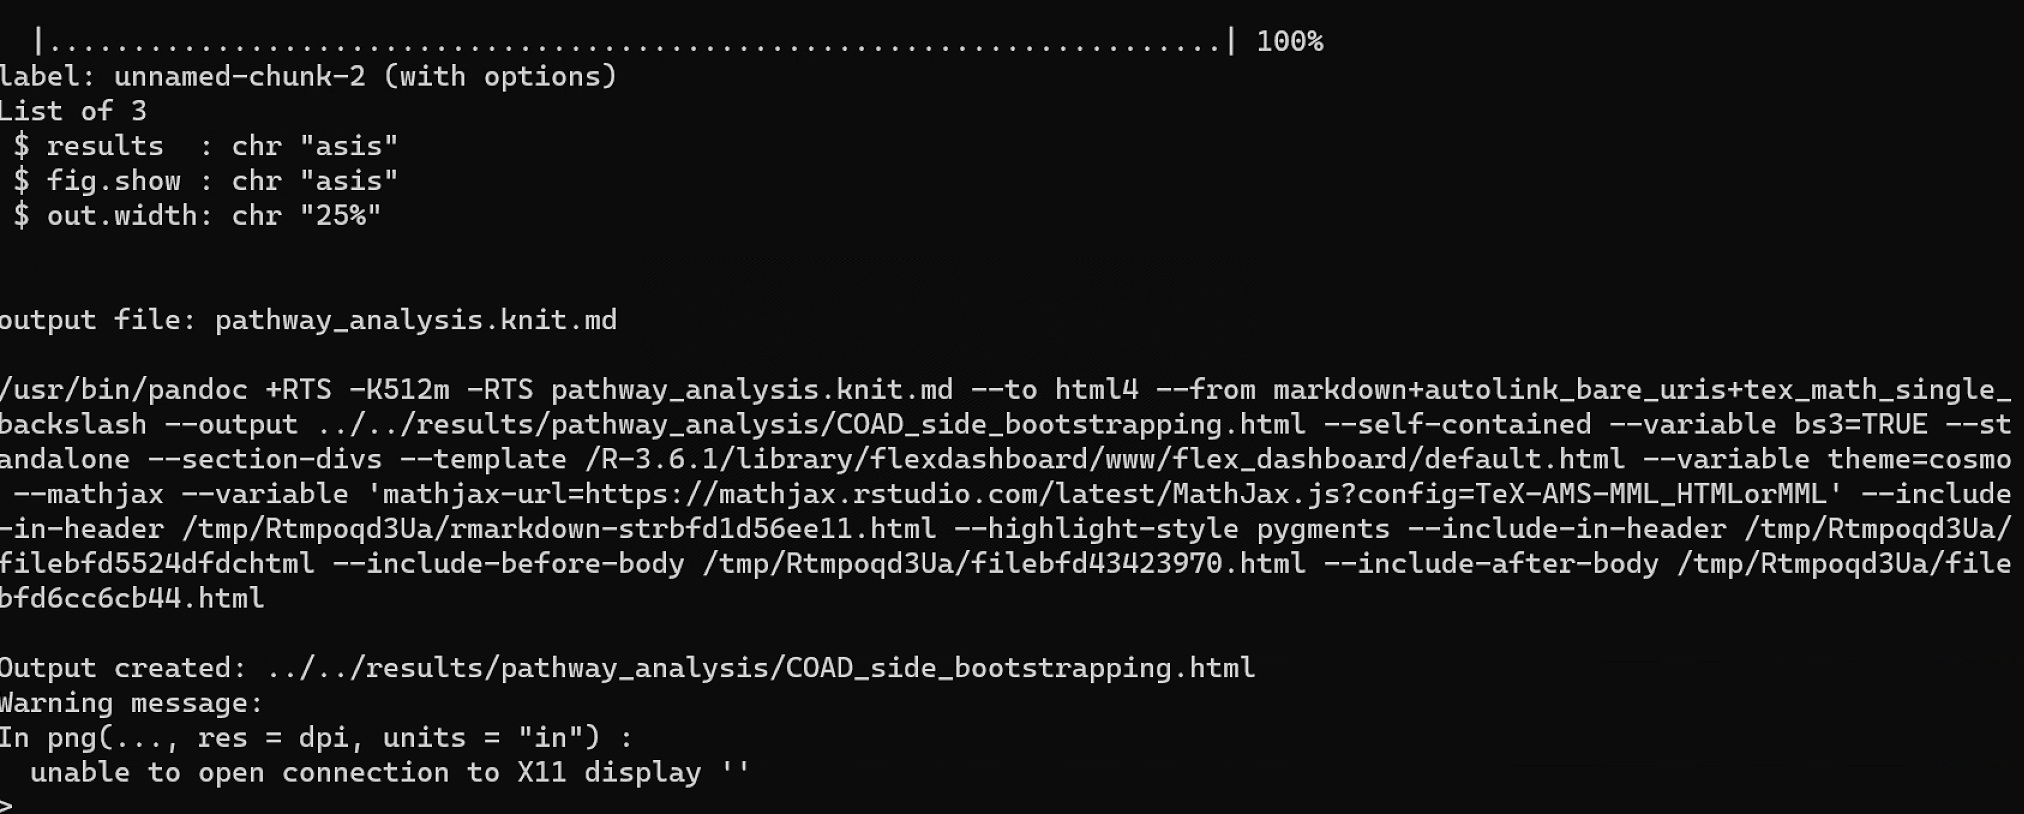 |......................................................................| 100%
label: unnamed-chunk-2 (with options)
List of 3
 $ results  : chr "asis"
 $ fig.show : chr "asis"
 $ out.width: chr "25%"
output file: pathway_analysis.knit.md
/usr/bin/pandoc +RTS -K512m -RTS pathway_analysis.knit.md --to html4 --from markdown+autolink_bare_uris+tex_math_single_
backslash --output ../../results/pathway_analysis/COAD_side_bootstrapping.html --self-contained --variable bs3=TRUE --st
andalone --section-divs --template /R-3.6.1/library/flexdashboard/www/flex_dashboard/default.html --variable theme=cosmo
 --mathjax --variable 'mathjax-url=https://mathjax.rstudio.com/latest/MathJax.js?config=TeX-AMS-MML_HTMLorMML' --include
-in-header /tmp/Rtmpoqd3Ua/rmarkdown-strbfd1d56ee11.html --highlight-style pygments --include-in-header /tmp/Rtmpoqd3Ua/
filebfd5524dfdchtml --include-before-body /tmp/Rtmpoqd3Ua/filebfd43423970.html --include-after-body /tmp/Rtmpoqd3Ua/file
bfd6cc6cb44.html
Output created: ../../results/pathway_analysis/COAD_side_bootstrapping.html
Warning message:
In png(..., res = dpi, units = "in") :
  unable to open connection to X11 display ''
>